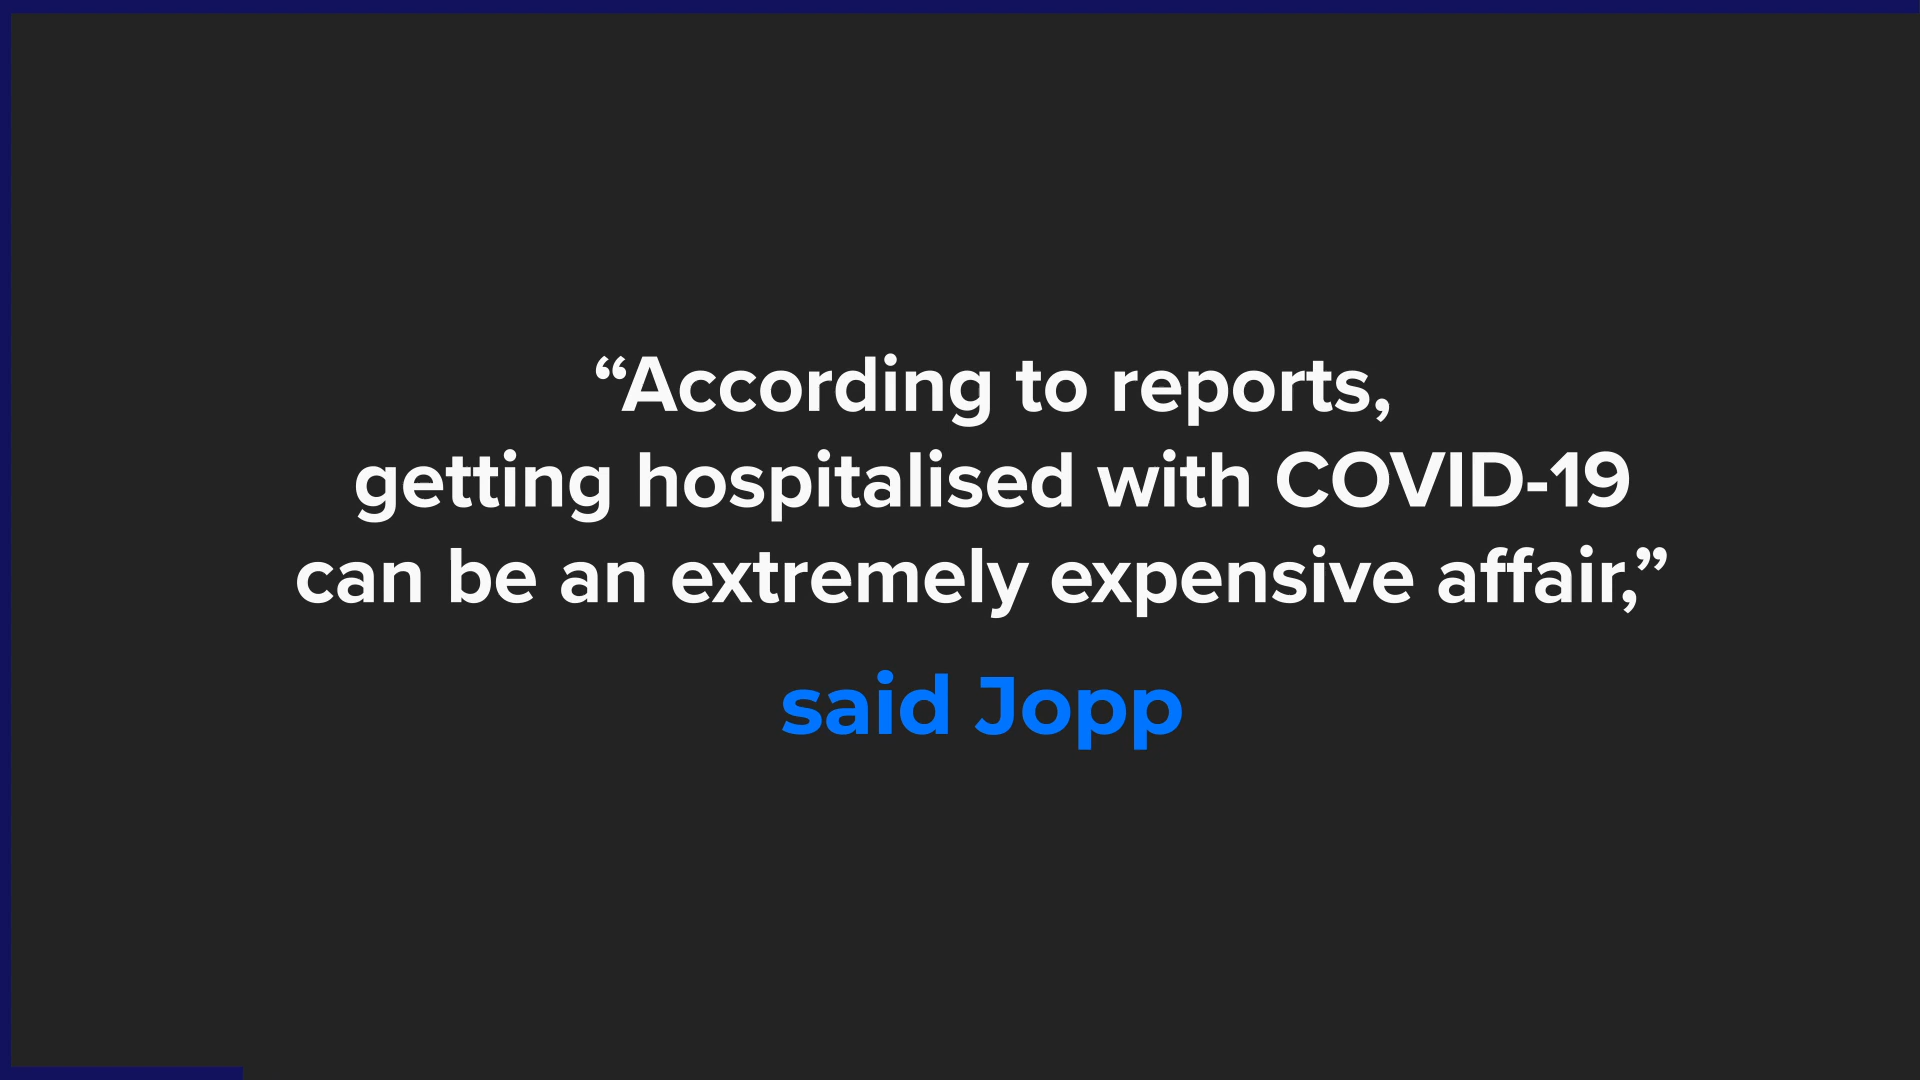 “According to reports,
getting hospitalised with COVID-19
can be an extremely expensive affair,”
said Jopp